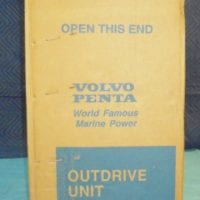 OPEN THIS END
VOLVO
PENTA
World Famous
Marine Power
OUTDRIVE
UNIT